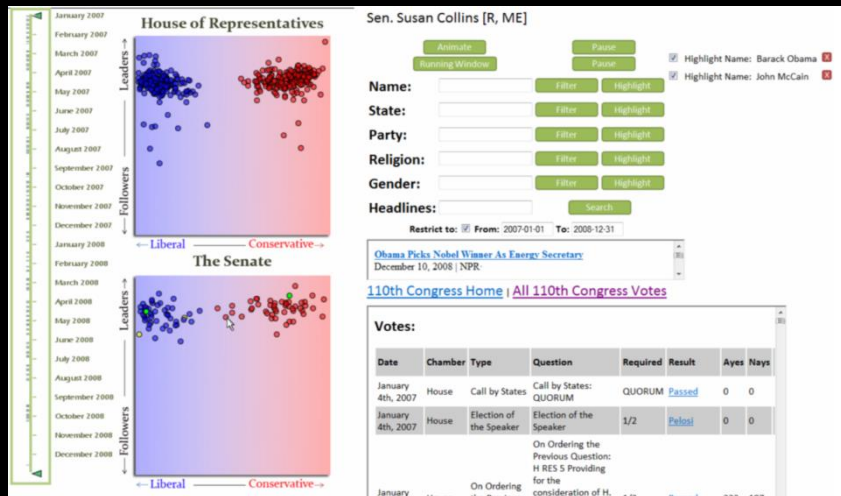 January 2007
February 2007
March 2007
April 2007
May 2007
June 2007
July 2007
August 2007
September 2007
October 2007
November 2007
December 2007
January 2008
February 2008
March 2008
April 2008
May 2008
June 2008
July 2008
August 2008
September 2008
October 2008
November 2008
December 2008
House of Representatives
Leaders→
←Followers
←Liberal
Conservative→
The Senate
Leaders→
←Followers
←Liberal
Conservative→
Sen. Susan Collins [R, ME]
Animate Pause
Running Window Pause
Highlight Name: Barack Obama
Highlight Name: John McCain
Name: Filter Highlight
State: Filter Highlight
Party: Filter Highlight
Religion: Filter Highlight
Gender: Filter Highlight
Headlines: Search
Restrict to: From: 2007-01-01 To: 2008-12-31
Obama Picks Nobel Winner As Energy Secretary
December 10, 2008 | NPR
110th Congress Home | All 110th Congress Votes
Votes:
Date Chamber Type Question Required Result Ayes Nays
January 4th, 2007 House Call by States Call by States: QUORUM QUORUM Passed 0 0
January 4th, 2007 House Election of the Speaker Election of the Speaker 1/2 Pelosi 0 0
On Ordering the
Previous Question:
H RES 5 Providing
for the
On Ordering consideration of H.
January